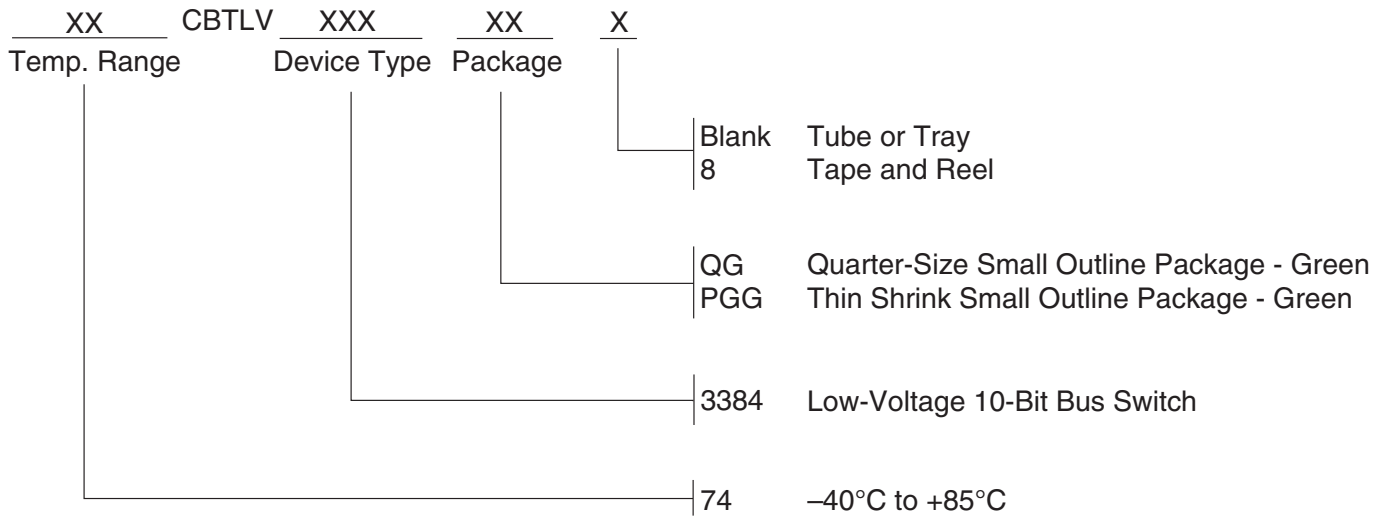 XX CBTLV XXX XX X
Temp. Range Device Type Package
Blank Tube or Tray
8 Tape and Reel
QG Quarter-Size Small Outline Package - Green
PGG Thin Shrink Small Outline Package - Green
3384 Low-Voltage 10-Bit Bus Switch
74 –40°C to +85°C